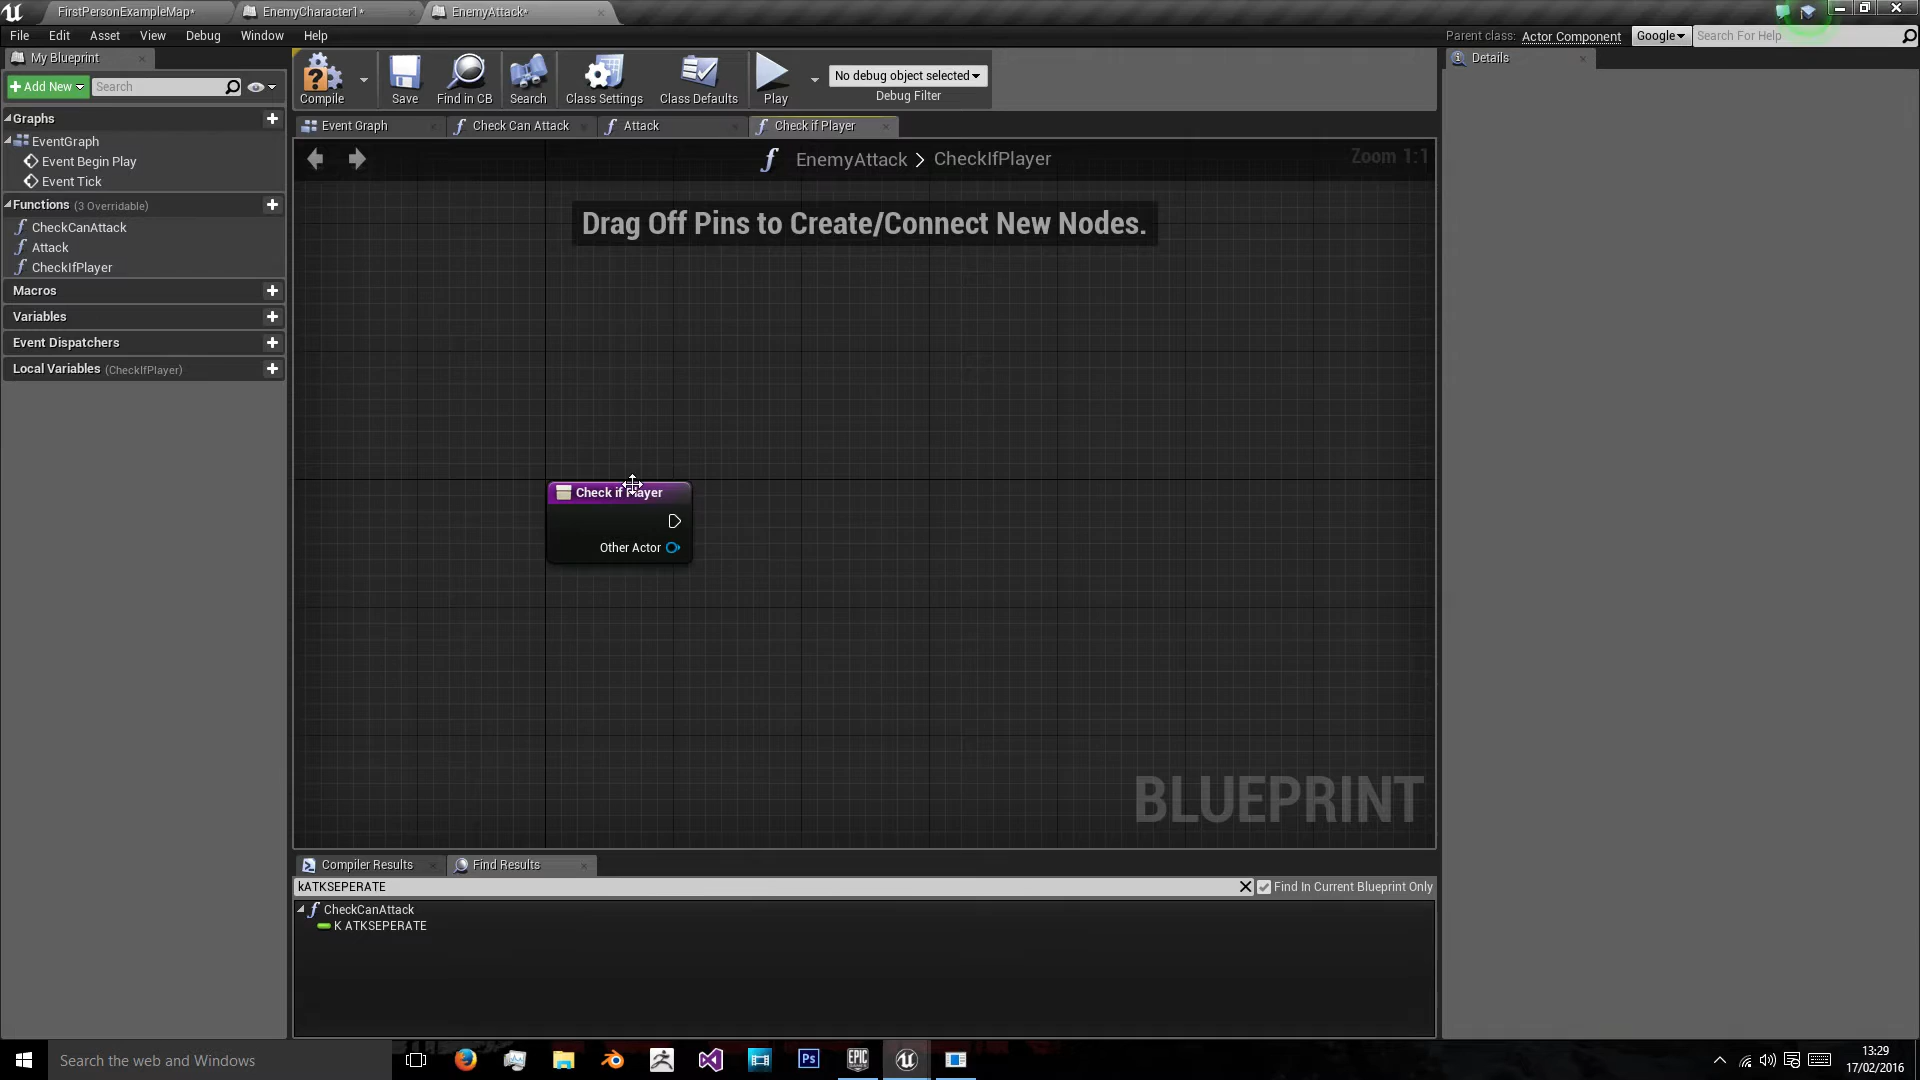 FirstPersonExampleMap*
EnemyCharacter1*
EnemyAttack*
File Edit Asset View Debug Window Help
Parent class: Actor Component Google Search For Help
My Blueprint
Add New Search
Graphs
EventGraph
Event Begin Play
Event Tick
Functions (3 Overridable)
CheckCanAttack
Attack
CheckIfPlayer
Macros
Variables
Event Dispatchers
Local Variables (CheckIfPlayer)
Compile Save Find in CB Search Class Settings Class Defaults Play
No debug object selected
Debug Filter
Event Graph Check Can Attack Attack Check if Player
EnemyAttack > CheckIfPlayer
Zoom 1:1
Drag Off Pins to Create/Connect New Nodes.
Check if Player
Other Actor
BLUEPRINT
Details
Compiler Results Find Results
kATKSEPERATE
Find In Current Blueprint Only
CheckCanAttack
K ATKSEPERATE
Search the web and Windows
Ps
EPIC
GAMES
13:29
17/02/2016